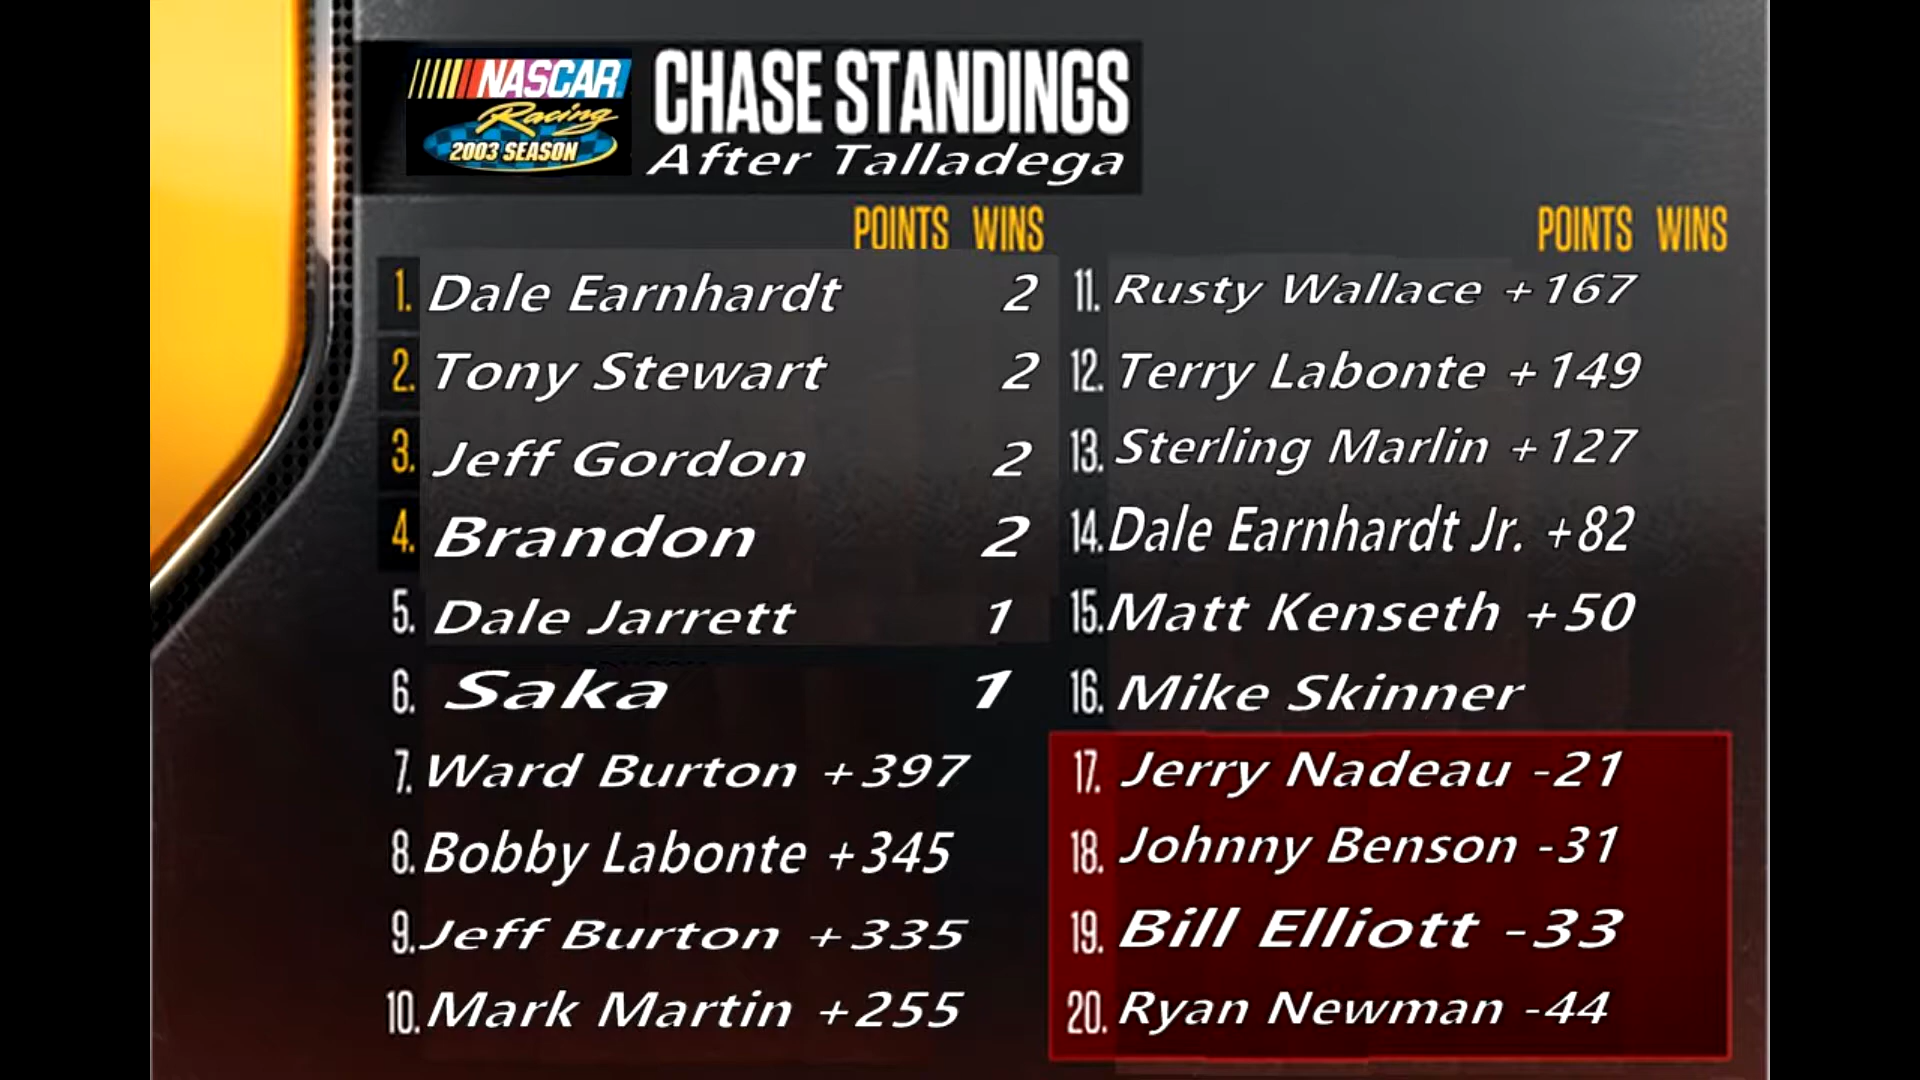 NASCAR
Racing
2003 SEASON
CHASE STANDINGS
After Talladega
POINTS WINS
1. Dale Earnhardt 2
2. Tony Stewart 2
3. Jeff Gordon 2
4. Brandon 2
5. Dale Jarrett 1
6. Saka 1
7. Ward Burton +397
8. Bobby Labonte +345
9. Jeff Burton +335
10. Mark Martin +255
POINTS WINS
11. Rusty Wallace +167
12. Terry Labonte +149
13. Sterling Marlin +127
14. Dale Earnhardt Jr. +82
15. Matt Kenseth +50
16. Mike Skinner
17. Jerry Nadeau -21
18. Johnny Benson -31
19. Bill Elliott -33
20. Ryan Newman -44